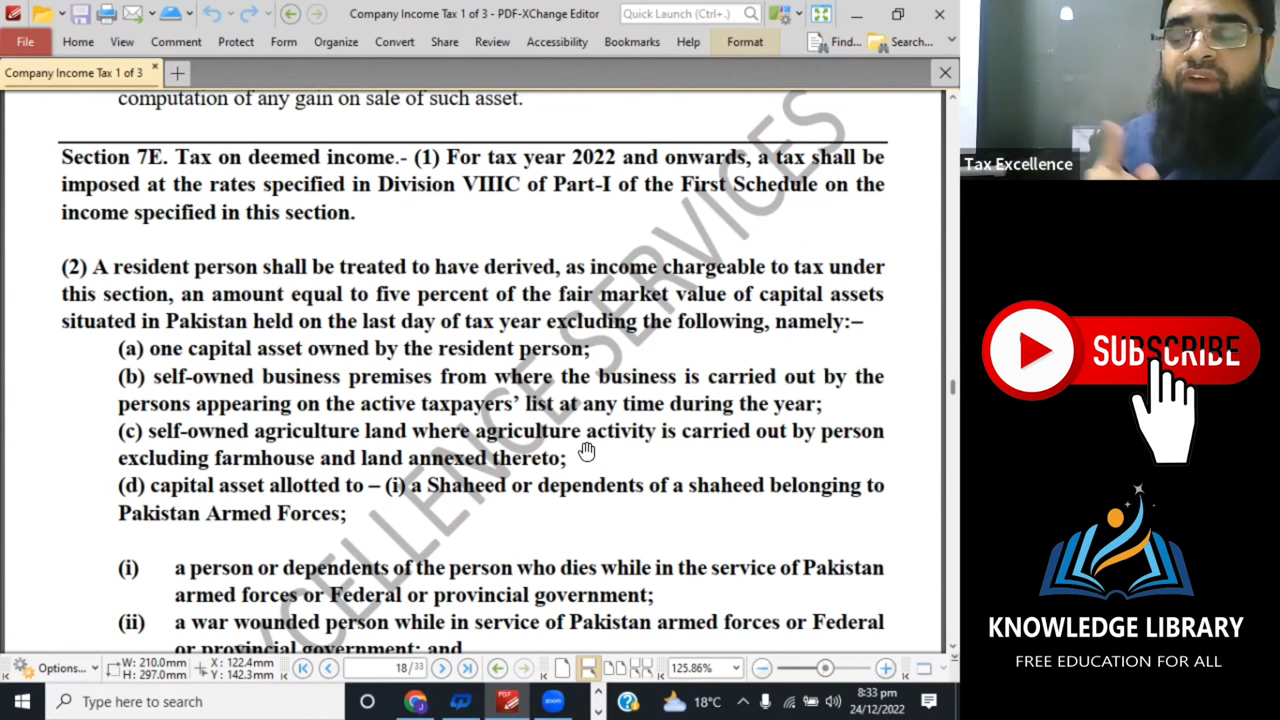 Company Income Tax 1 of 3 - PDF-XChange Editor
Quick Launch (Ctrl+.)
File Home View Comment Protect Form Organize Convert Share Review Accessibility Bookmarks Help Format Find... Search...
Company Income Tax 1 of 3
computation of any gain on sale of such asset.
Section 7E. Tax on deemed income.- (1) For tax year 2022 and onwards, a tax shall be
imposed at the rates specified in Division VIIIC of Part-I of the First Schedule on the
income specified in this section.
(2) A resident person shall be treated to have derived, as income chargeable to tax under
this section, an amount equal to five percent of the fair market value of capital assets
situated in Pakistan held on the last day of tax year excluding the following, namely:–
(a) one capital asset owned by the resident person;
(b) self-owned business premises from where the business is carried out by the
persons appearing on the active taxpayers’ list at any time during the year;
(c) self-owned agriculture land where agriculture activity is carried out by person
excluding farmhouse and land annexed thereto;
(d) capital asset allotted to – (i) a Shaheed or dependents of a shaheed belonging to
Pakistan Armed Forces;
(i) a person or dependents of the person who dies while in the service of Pakistan
armed forces or Federal or provincial government;
(ii) a war wounded person while in service of Pakistan armed forces or Federal
or provincial government; and
XCELLENCE SERVICES
Options...
W: 210.0mm
H: 297.0mm
X: 122.4mm
Y: 142.3mm
18 / 33
125.86%
Type here to search
PDF
zoom
18°C
8:33 pm
24/12/2022
Tax Excellence
SUBSCRIBE
KNOWLEDGE LIBRARY
FREE EDUCATION FOR ALL